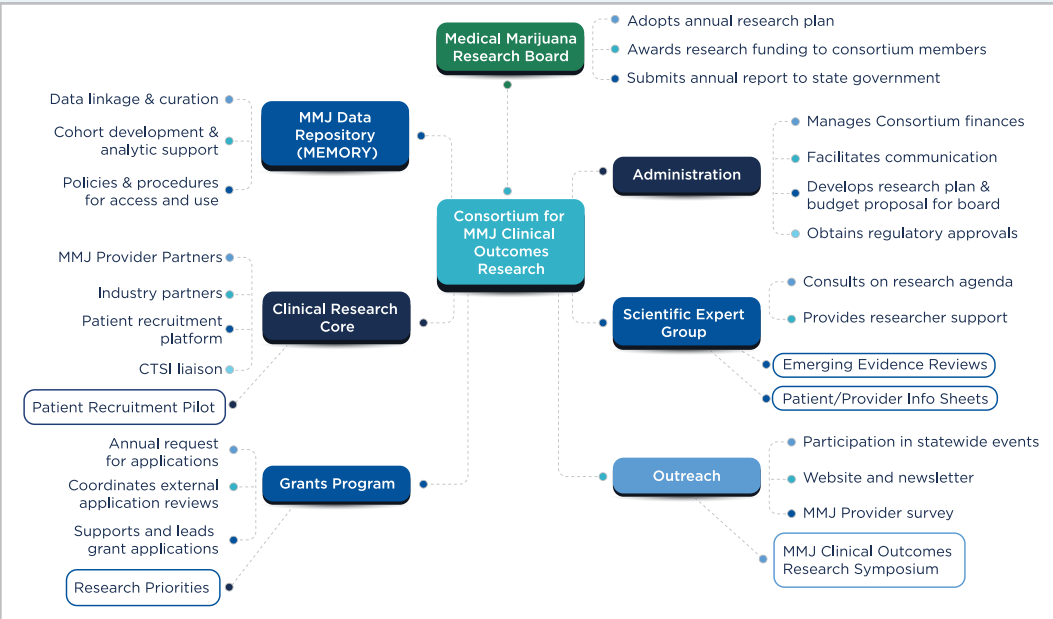 Medical Marijuana
Research Board
Adopts annual research plan
Awards research funding to consortium members
Submits annual report to state government
Data linkage & curation
Cohort development &
analytic support
Policies & procedures
for access and use
MMJ Data
Repository
(MEMORY)
Administration
Manages Consortium finances
Facilitates communication
Develops research plan &
budget proposal for board
Obtains regulatory approvals
Consortium for
MMJ Clinical
Outcomes
Research
MMJ Provider Partners
Industry partners
Patient recruitment
platform
CTSI liaison
Patient Recruitment Pilot
Clinical Research
Core
Scientific Expert
Group
Consults on research agenda
Provides researcher support
Emerging Evidence Reviews
Patient/Provider Info Sheets
Annual request
for applications
Coordinates external
application reviews
Supports and leads
grant applications
Research Priorities
Grants Program
Outreach
Participation in statewide events
Website and newsletter
MMJ Provider survey
MMJ Clinical Outcomes
Research Symposium